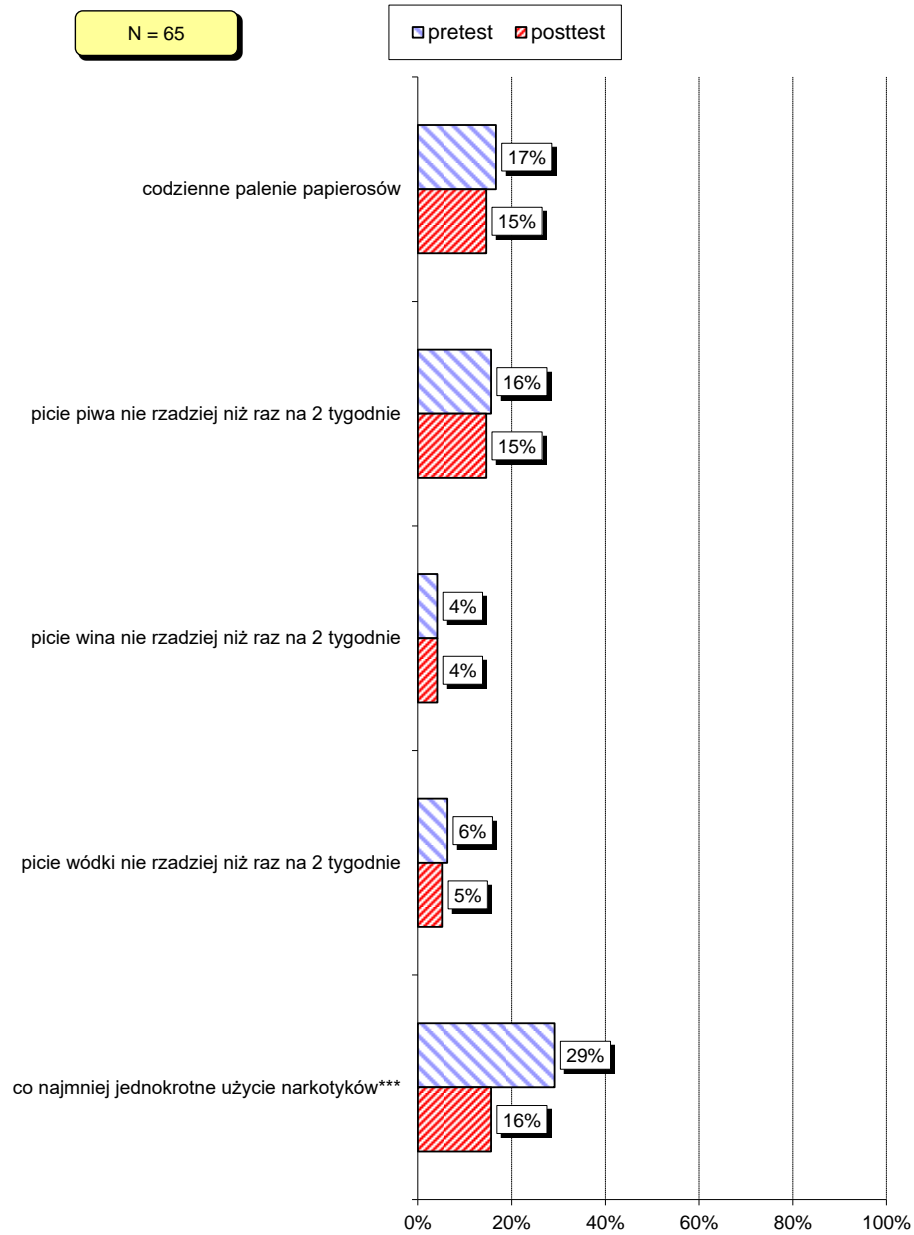 N = 65
pretest posttest
codzienne palenie papierosów
17%
15%
picie piwa nie rzadziej niż raz na 2 tygodnie
16%
15%
picie wina nie rzadziej niż raz na 2 tygodnie
4%
4%
picie wódki nie rzadziej niż raz na 2 tygodnie
6%
5%
co najmniej jednokrotne użycie narkotyków***
29%
16%
0% 20% 40% 60% 80% 100%